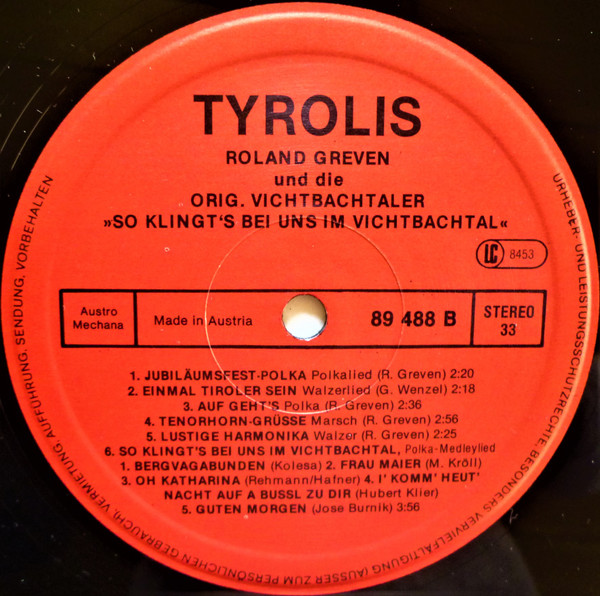 TYROLIS
ROLAND GREVEN
und die
ORIG. VICHTBACHTALER
»SO KLINGT'S BEI UNS IM VICHTBACHTAL«
LC 8453
Austro
Mechana
Made in Austria
89 488 B
STEREO
33
1. JUBILÄUMSFEST-POLKA Polkalied (R. Greven) 2:20
2. EINMAL TIROLER SEIN Walzerlied (G. Wenzel) 2:18
3. AUF GEHT'S Polka (R. Greven) 2:36
4. TENORHORN-GRÜSSE Marsch (R. Greven) 2:56
5. LUSTIGE HARMONIKA Walzer (R. Greven) 2:25
6. SO KLINGT'S BEI UNS IM VICHTBACHTAL, Polka-Medleylied
1. BERGVAGABUNDEN (Kolesa) 2. FRAU MAIER (M. Kröll)
3. OH KATHARINA (Rehmann/Hafner) 4. I' KOMM' HEUT'
NACHT AUF A BUSSL ZU DIR (Hubert Klier)
5. GUTEN MORGEN (Jose Burnik) 3:56
URHEBER- UND LEISTUNGSSCHUTZRECHTE, BESONDERS VERVIELFÄLTIGUNG (AUSSER ZUM PERSÖNLICHEN GEBRAUCH), VERMIETUNG, AUFFÜHRUNG, SENDUNG, VORBEHALTEN